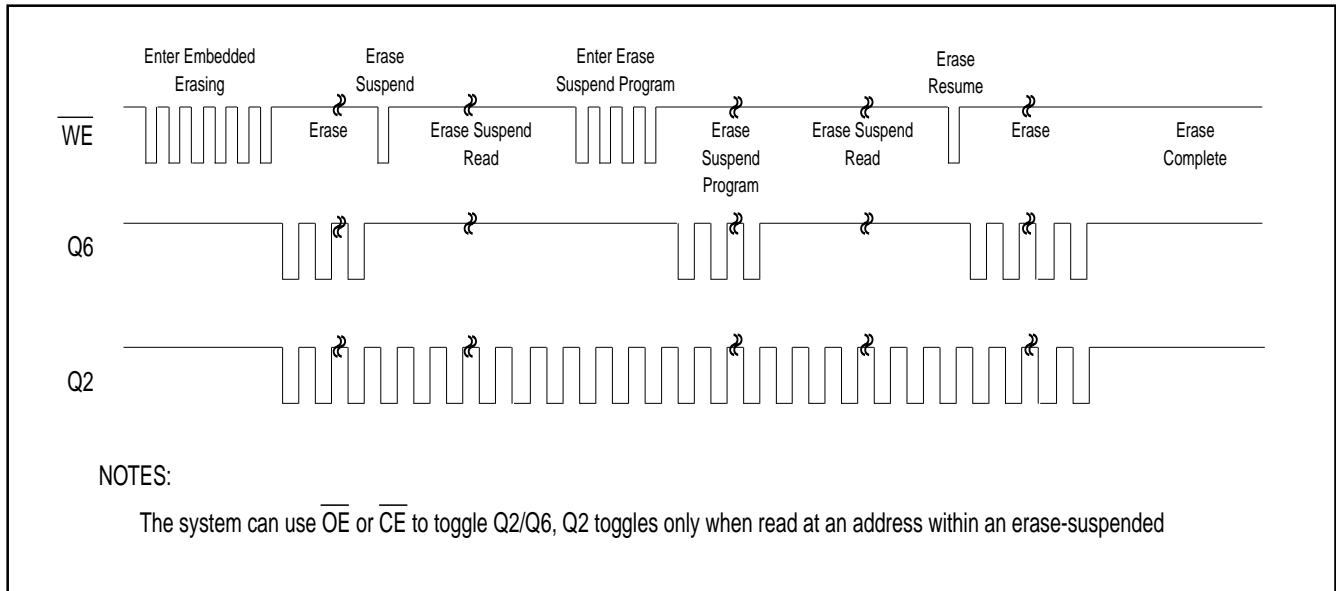 Enter Embedded
Erasing
Erase
Suspend
Enter Erase
Suspend Program
Erase
Resume
WE
Erase
Erase Suspend
Read
Erase
Suspend
Program
Erase Suspend
Read
Erase
Erase
Complete
Q6
Q2
NOTES:
The system can use OE or CE to toggle Q2/Q6, Q2 toggles only when read at an address within an erase-suspended